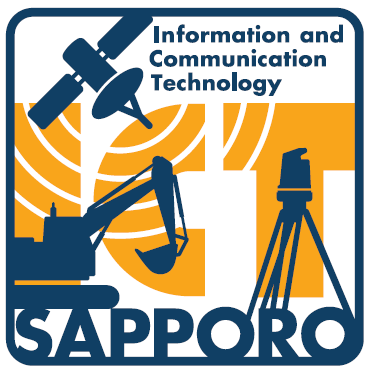 Information and
Communication
Technology
ICT
SAPPORO